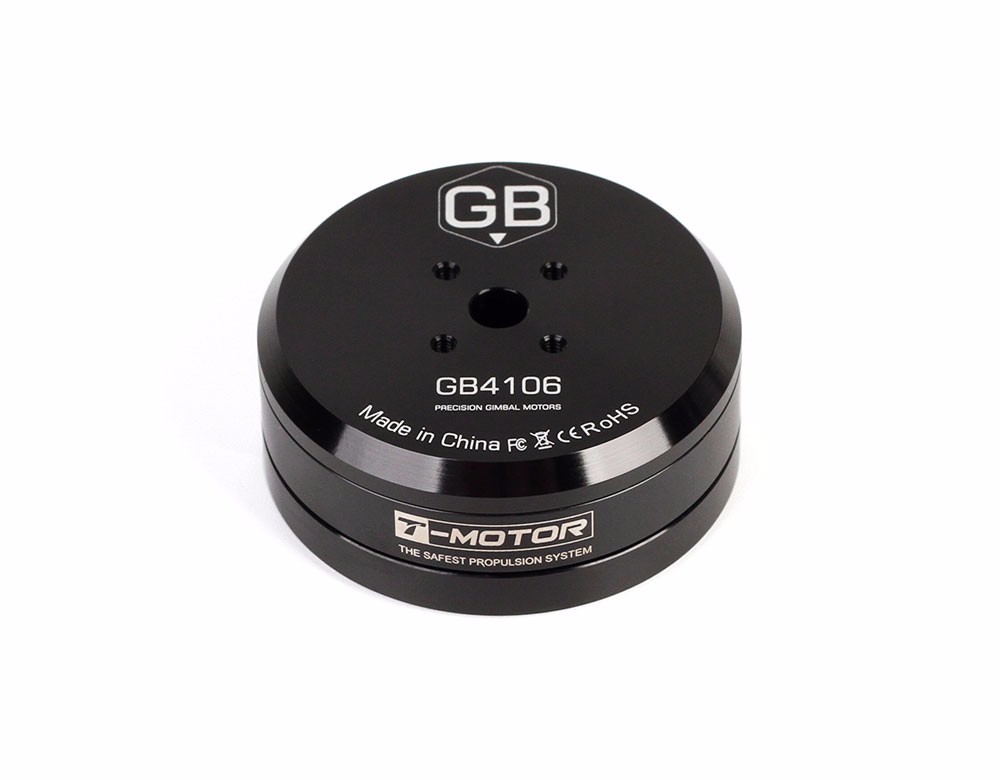 GB
GB4106
PRECISION GIMBAL MOTORS
Made in China FC CE RoHS
T-MOTOR
THE SAFEST PROPULSION SYSTEM